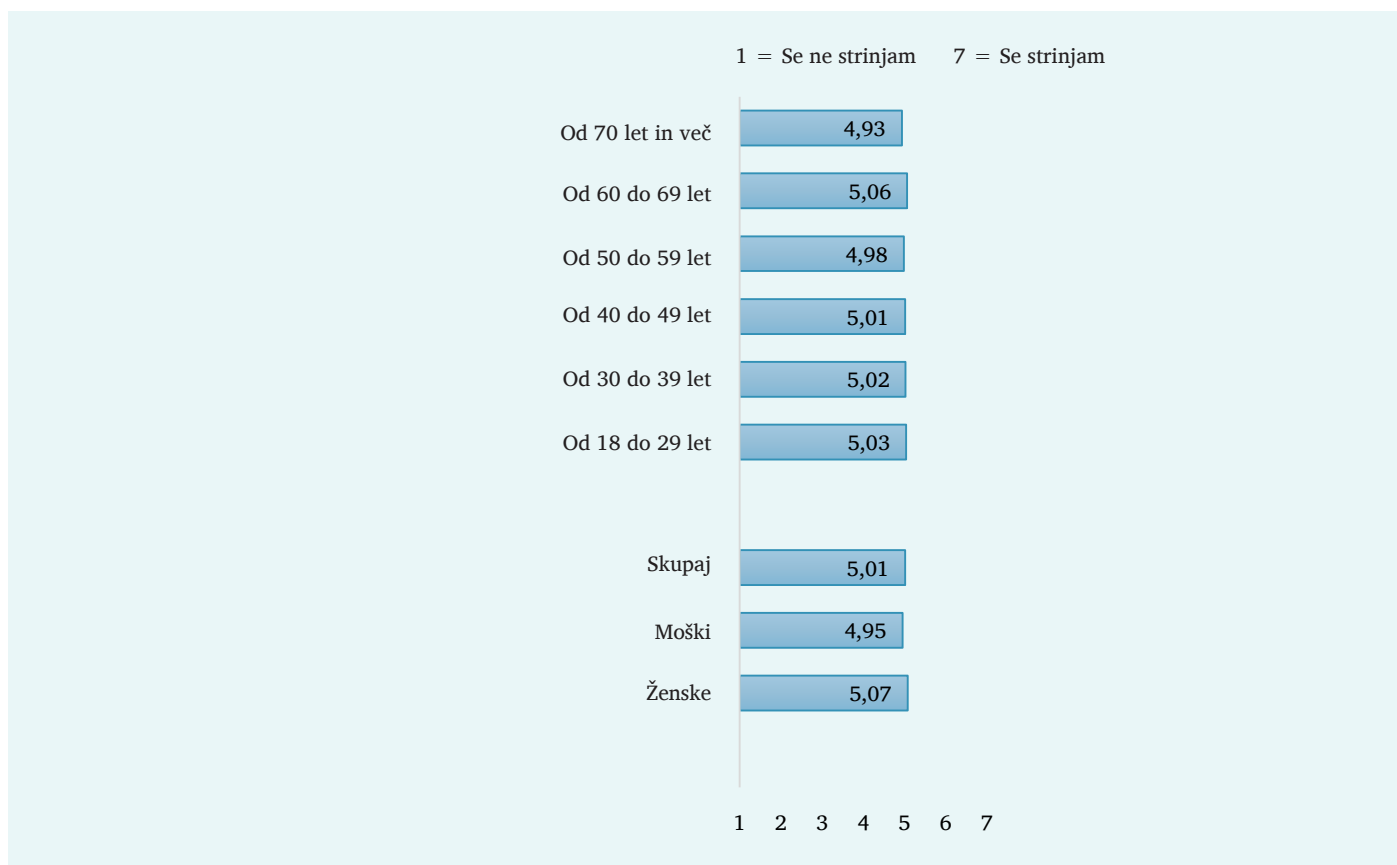 1 = Se ne strinjam 7 = Se strinjam
Od 70 let in več 4,93
Od 60 do 69 let 5,06
Od 50 do 59 let 4,98
Od 40 do 49 let 5,01
Od 30 do 39 let 5,02
Od 18 do 29 let 5,03
Skupaj 5,01
Moški 4,95
Ženske 5,07
1 2 3 4 5 6 7